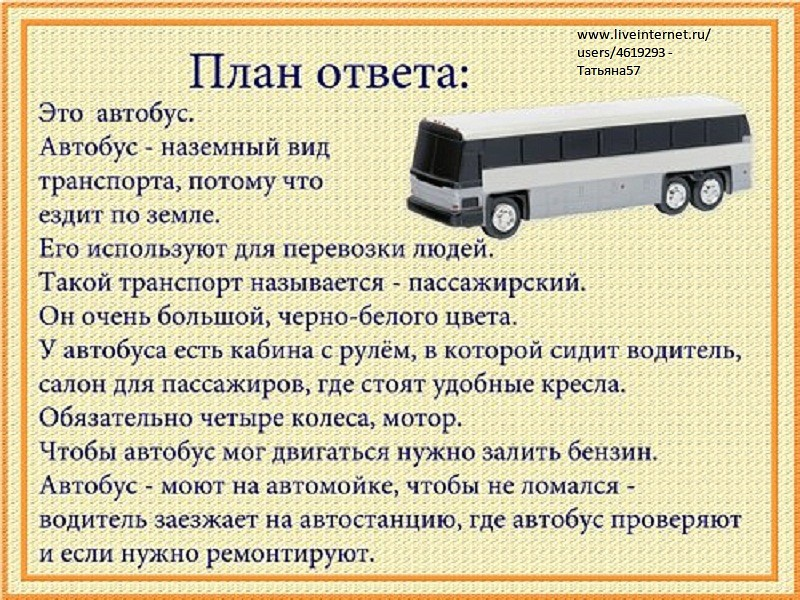 www.liveinternet.ru/
users/4619293 -
Татьяна57
План ответа:
Это  автобус.
Автобус - наземный вид
транспорта, потому что
ездит по земле.
Его используют для перевозки людей.
Такой транспорт называется - пассажирский.
Он очень большой, черно-белого цвета.
У автобуса есть кабина с рулём, в которой сидит водитель,
салон для пассажиров, где стоят удобные кресла.
Обязательно четыре колеса, мотор.
Чтобы автобус мог двигаться нужно залить бензин.
Автобус - моют на автомойке, чтобы не ломался -
водитель заезжает на автостанцию, где автобус проверяют
и если нужно ремонтируют.